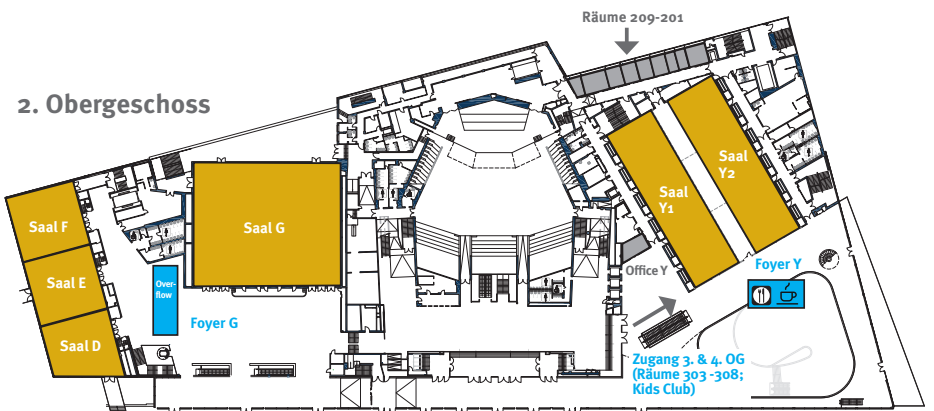 Räume 209-201
2. Obergeschoss
Saal F
Saal E
Saal D
Over-
flow
Saal G
Foyer G
Saal
Y1
Saal
Y2
Office Y
Foyer Y
Zugang 3. & 4. OG
(Räume 303 -308;
Kids Club)